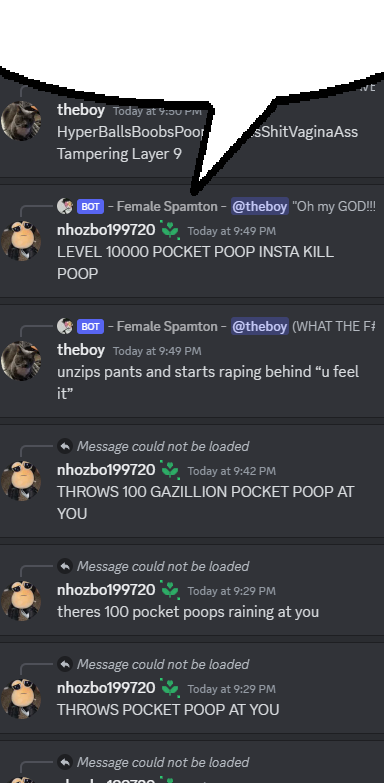 theboy Today at 9:50 PM
HyperBallsBoobsPoo sShitVaginaAss
Tampering Layer 9
BOT - Female Spamton - @theboy "Oh my GOD!!!
nhozbo199720 Today at 9:49 PM
LEVEL 10000 POCKET POOP INSTA KILL
POOP
BOT - Female Spamton - @theboy (WHAT THE F#
theboy Today at 9:49 PM
unzips pants and starts raping behind “u feel
it”
Message could not be loaded
nhozbo199720 Today at 9:42 PM
THROWS 100 GAZILLION POCKET POOP AT
YOU
Message could not be loaded
nhozbo199720 Today at 9:29 PM
theres 100 pocket poops raining at you
Message could not be loaded
nhozbo199720 Today at 9:29 PM
THROWS POCKET POOP AT YOU
Message could not be loaded